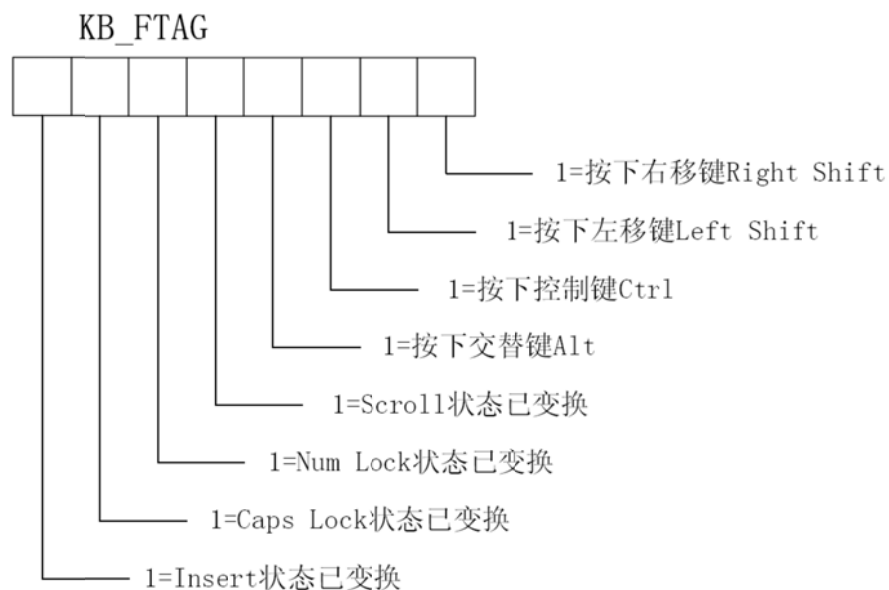 KB_FTAG
1=按下右移键Right Shift
1=按下左移键Left Shift
1=按下控制键Ctrl
1=按下交替键Alt
1=Scroll状态已变换
1=Num Lock状态已变换
1=Caps Lock状态已变换
1=Insert状态已变换